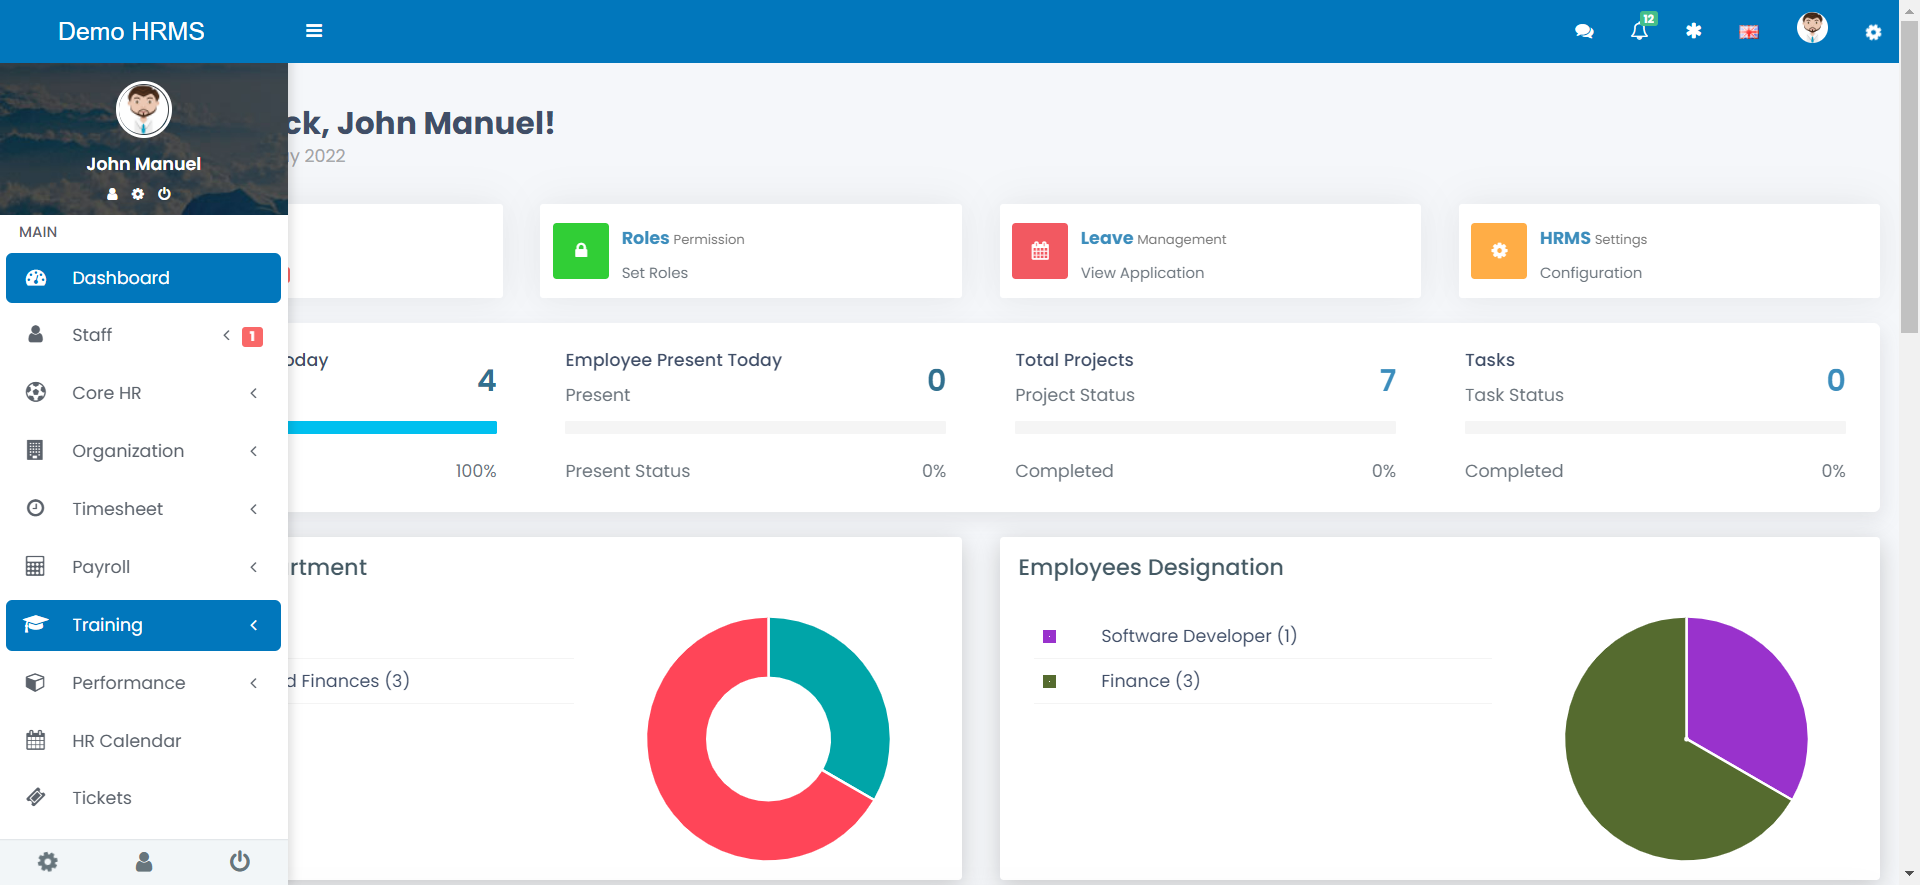 Demo HRMS
12
John Manuel
MAIN
Dashboard
Staff 1
Core HR
Organization
Timesheet
Payroll
Training
Performance
HR Calendar
Tickets
ck, John Manuel!
y 2022
Roles Permission
Set Roles
Leave Management
View Application
HRMS Settings
Configuration
oday
4
100%
Employee Present Today
0
Present
Present Status 0%
Total Projects
7
Project Status
Completed 0%
Tasks
0
Task Status
Completed 0%
rtment
d Finances (3)
Employees Designation
Software Developer (1)
Finance (3)